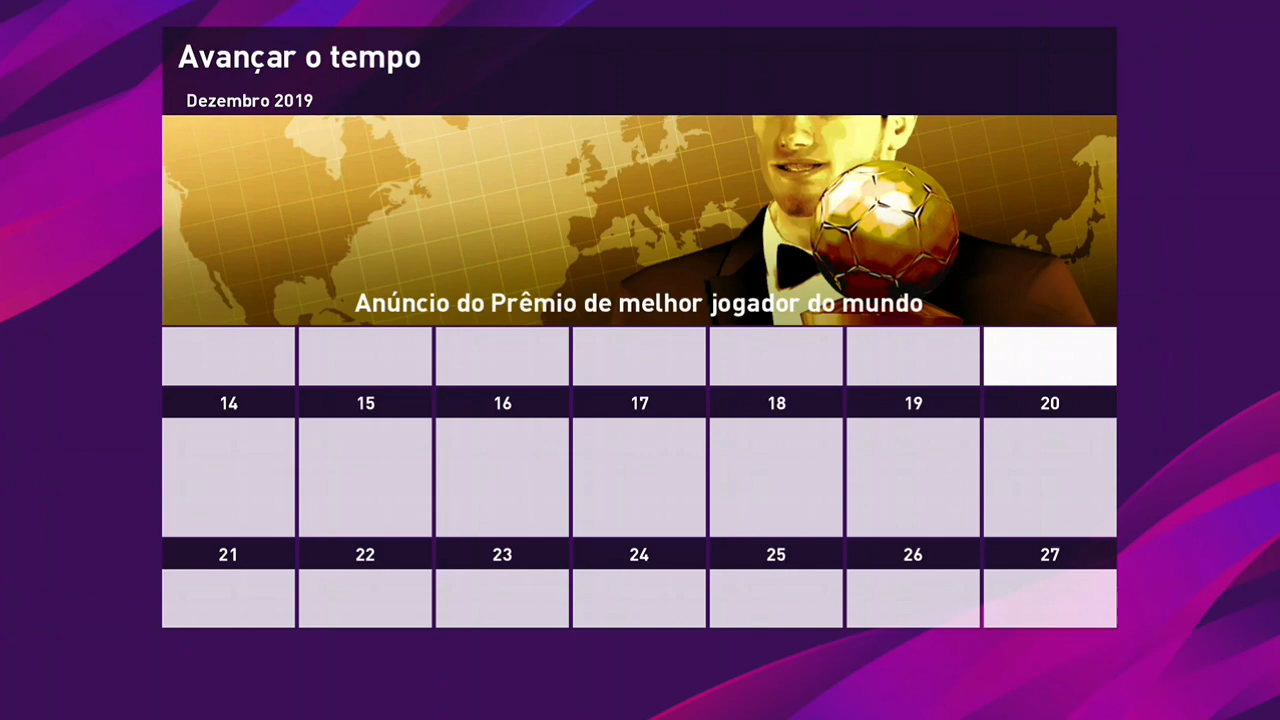 Avançar o tempo
Dezembro 2019
Anúncio do Prêmio de melhor jogador do mundo
14 15 16 17 18 19 20
21 22 23 24 25 26 27